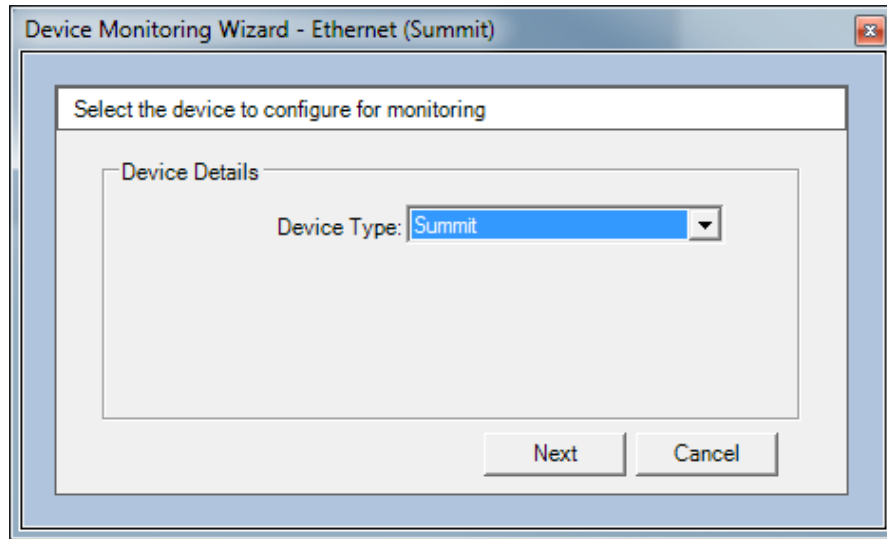 Device Monitoring Wizard - Ethernet (Summit)
Select the device to configure for monitoring
Device Details
Device Type: Summit
Next Cancel